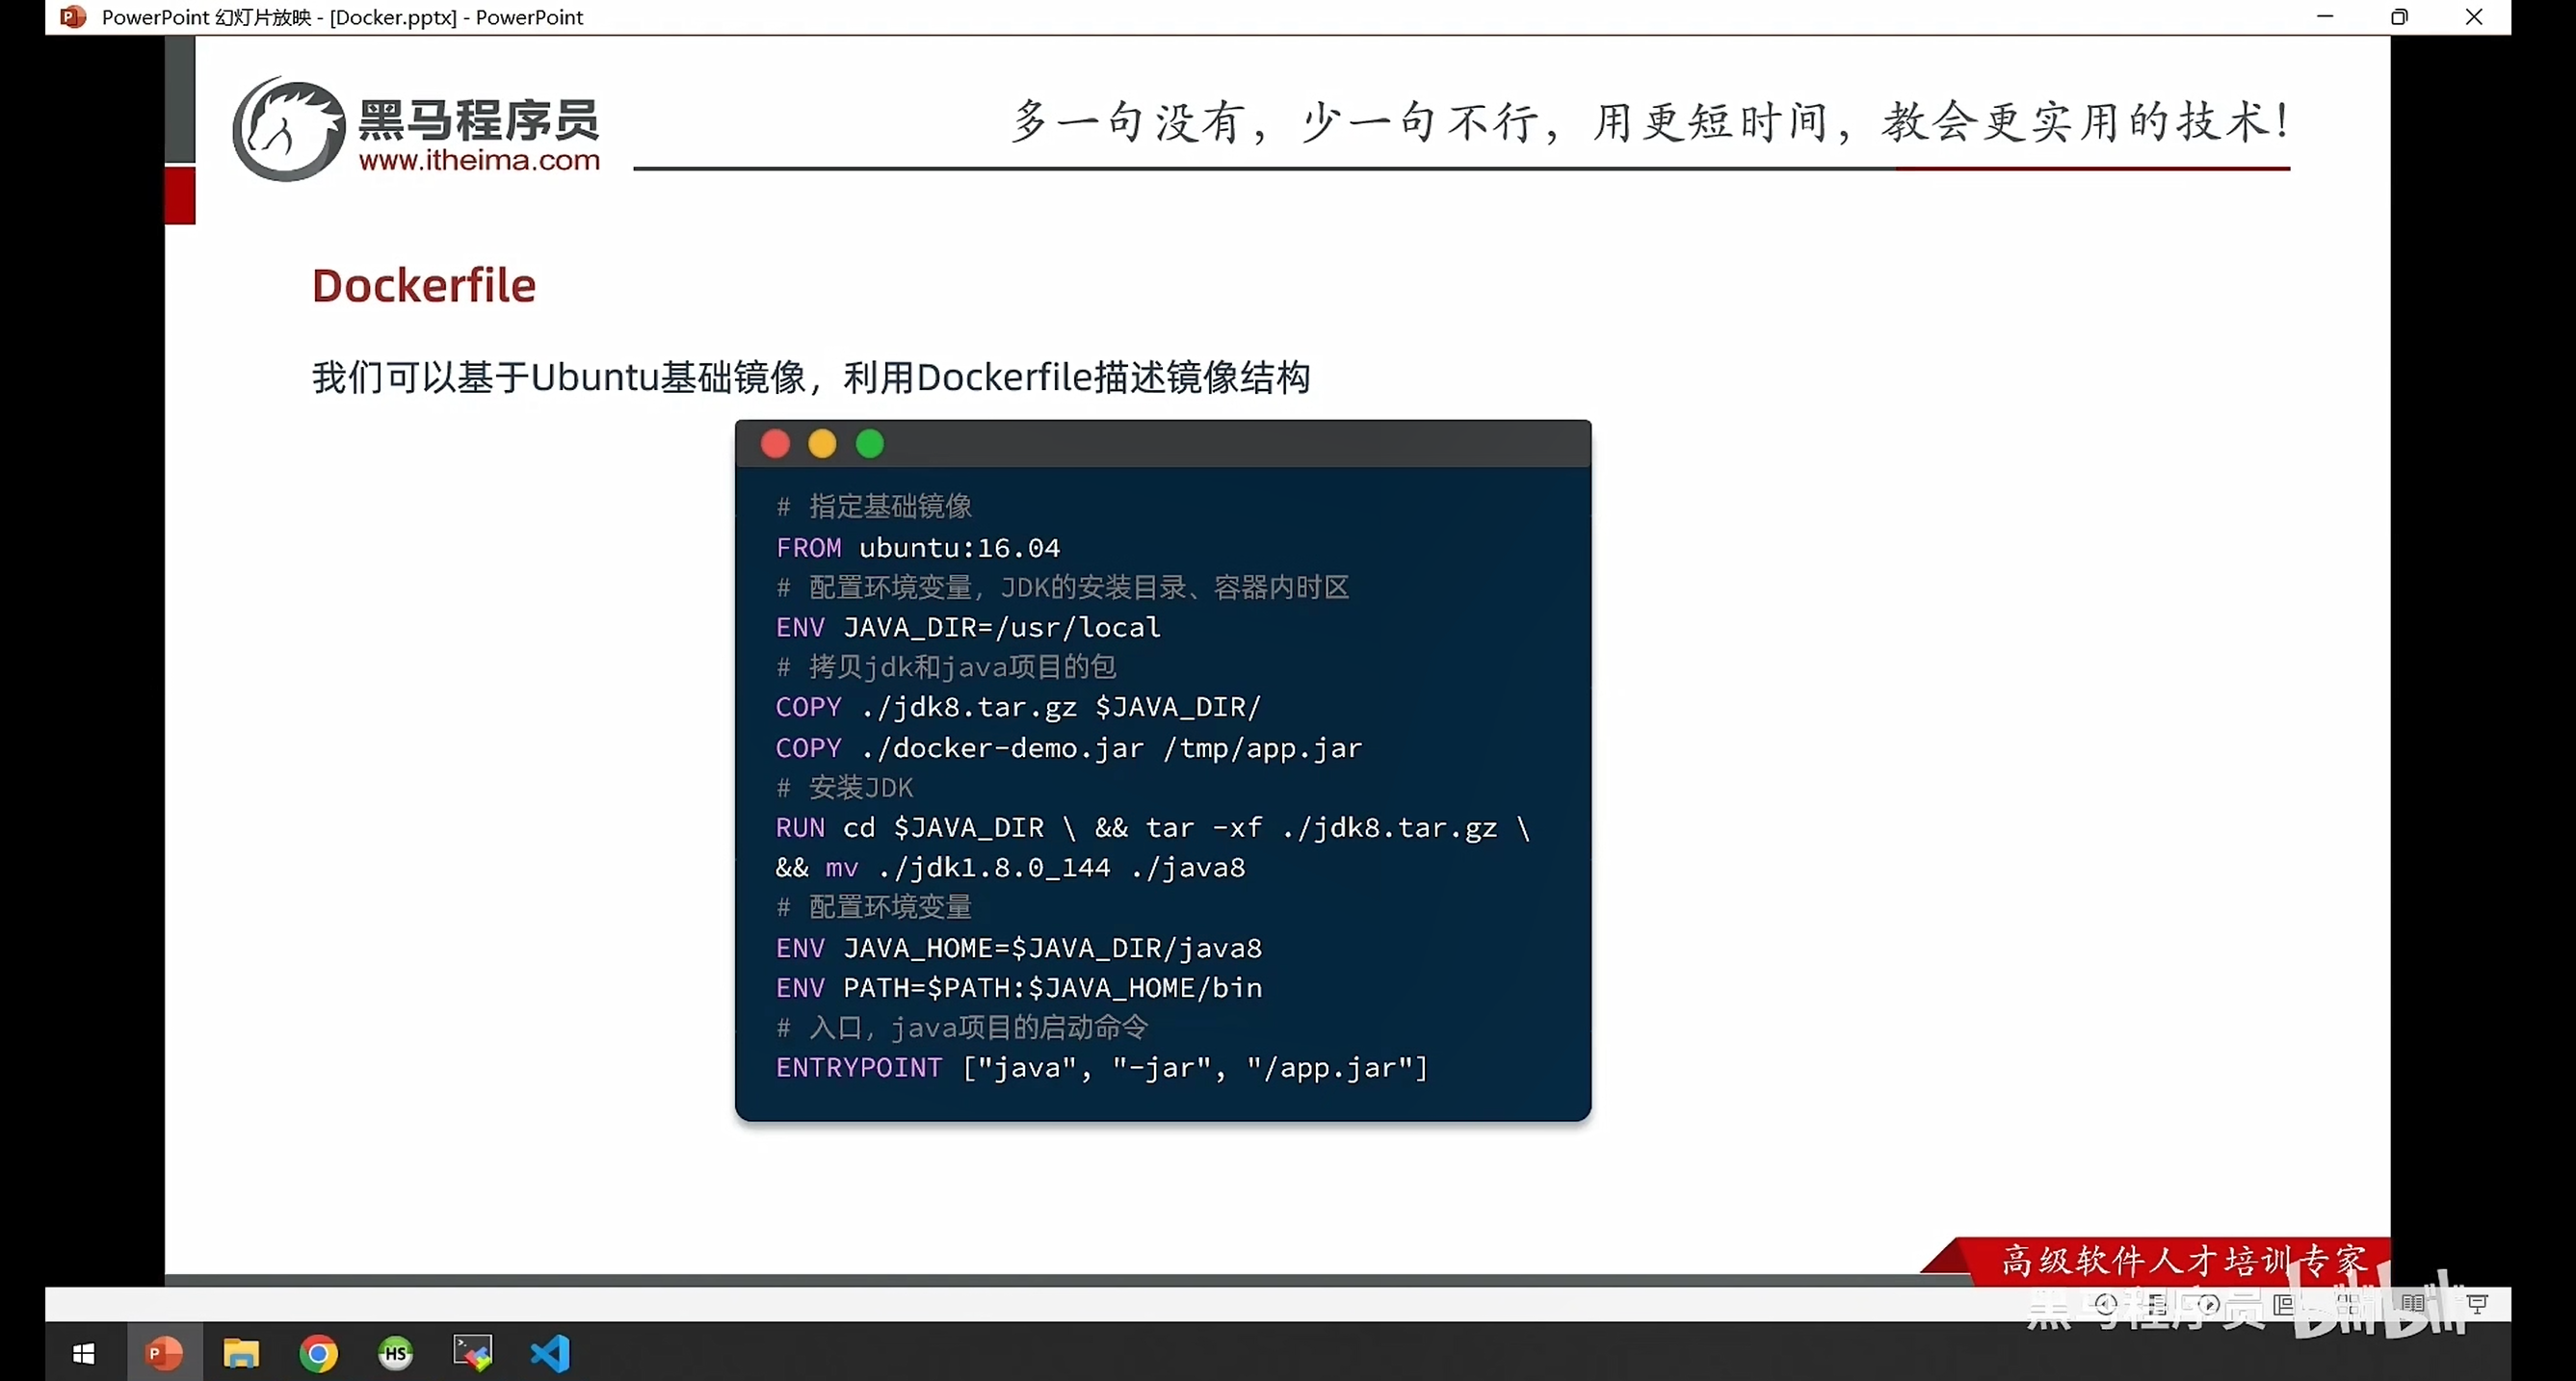 PowerPoint 幻灯片放映 - [Docker.pptx] - PowerPoint
黑马程序员
www.itheima.com
多一句没有，少一句不行，用更短时间，教会更实用的技术！
Dockerfile
我们可以基于Ubuntu基础镜像，利用Dockerfile描述镜像结构
# 指定基础镜像
FROM ubuntu:16.04
# 配置环境变量，JDK的安装目录、容器内时区
ENV JAVA_DIR=/usr/local
# 拷贝jdk和java项目的包
COPY ./jdk8.tar.gz $JAVA_DIR/
COPY ./docker-demo.jar /tmp/app.jar
# 安装JDK
RUN cd $JAVA_DIR \ && tar -xf ./jdk8.tar.gz \
&& mv ./jdk1.8.0_144 ./java8
# 配置环境变量
ENV JAVA_HOME=$JAVA_DIR/java8
ENV PATH=$PATH:$JAVA_HOME/bin
# 入口，java项目的启动命令
ENTRYPOINT ["java", "-jar", "/app.jar"]
高级软件人才培训专家
黑马程序员 bilibili
HS